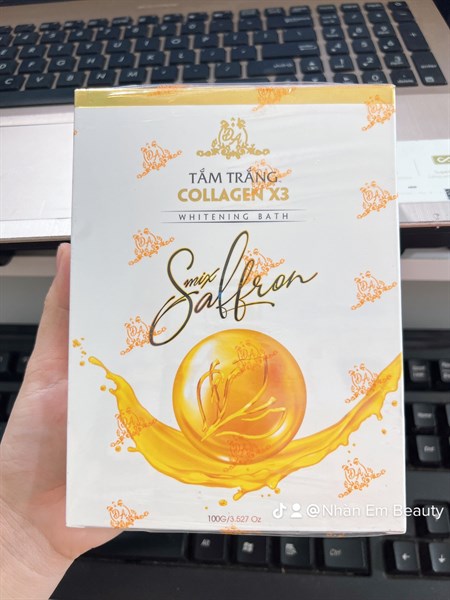 TẮM TRẮNG
COLLAGEN X3
WHITENING BATH
mix
Saffron
100G/3.527 Oz
@Nhan Em Beauty